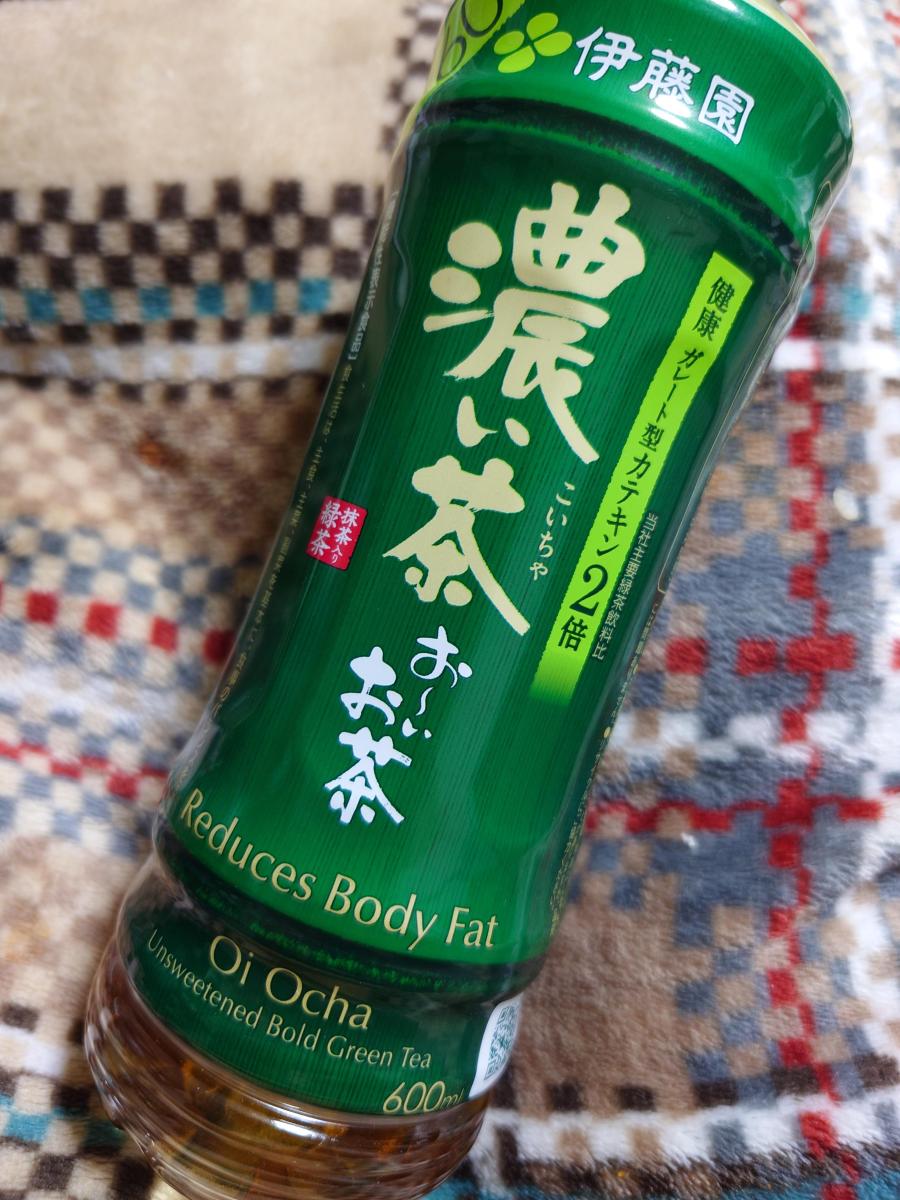 伊藤園
濃い茶
こいちゃ
健康 ガレート型カテキン2倍
当社主要緑茶飲料比
抹茶入り
緑茶
お〜い
お茶
Reduces Body Fat
Oi Ocha
Unsweetened Bold Green Tea
600ml